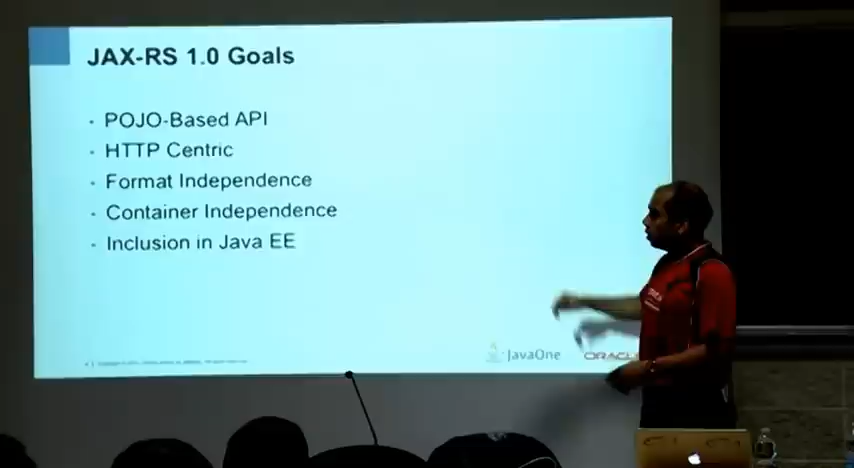 JAX-RS 1.0 Goals
POJO-Based API
HTTP Centric
Format Independence
Container Independence
Inclusion in Java EE
JavaOne
ORACLE